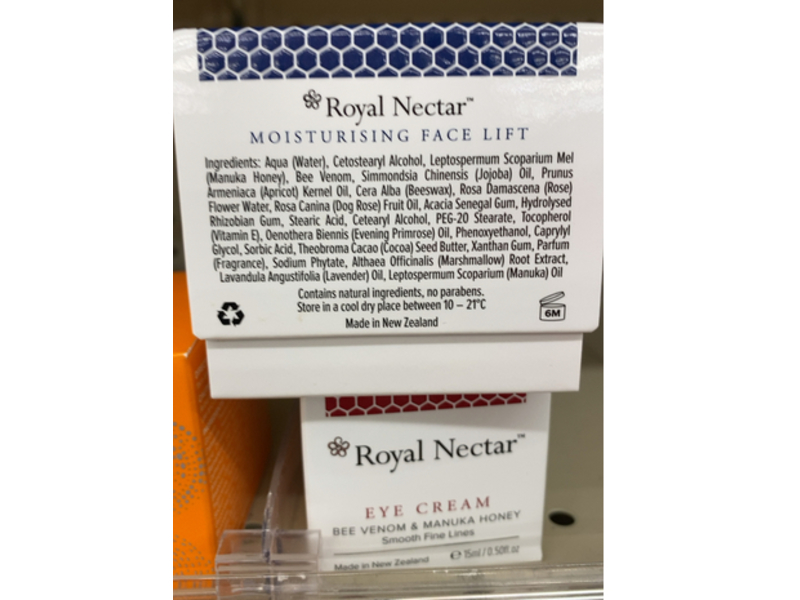 Royal Nectar™
MOISTURISING FACE LIFT
Ingredients: Aqua (Water), Cetostearyl Alcohol, Leptospermum Scoparium Mel
(Manuka Honey), Bee Venom, Simmondsia Chinensis (Jojoba) Oil, Prunus
Armeniaca (Apricot) Kernel Oil, Cera Alba (Beeswax), Rosa Damascena (Rose)
Flower Water, Rosa Canina (Dog Rose) Fruit Oil, Acacia Senegal Gum, Hydrolysed
Rhizobian Gum, Stearic Acid, Cetearyl Alcohol, PEG-20 Stearate, Tocopherol
(Vitamin E), Oenothera Biennis (Evening Primrose) Oil, Phenoxyethanol, Caprylyl
Glycol, Sorbic Acid, Theobroma Cacao (Cocoa) Seed Butter, Xanthan Gum, Parfum
(Fragrance), Sodium Phytate, Althaea Officinalis (Marshmallow) Root Extract,
Lavandula Angustifolia (Lavender) Oil, Leptospermum Scoparium (Manuka) Oil
Contains natural ingredients, no parabens.
Store in a cool dry place between 10 – 21°C
Made in New Zealand
6M
Royal Nectar™
EYE CREAM
BEE VENOM & MANUKA HONEY
Smooth Fine Lines
Made in New Zealand ℮ 15ml / 0.50fl oz